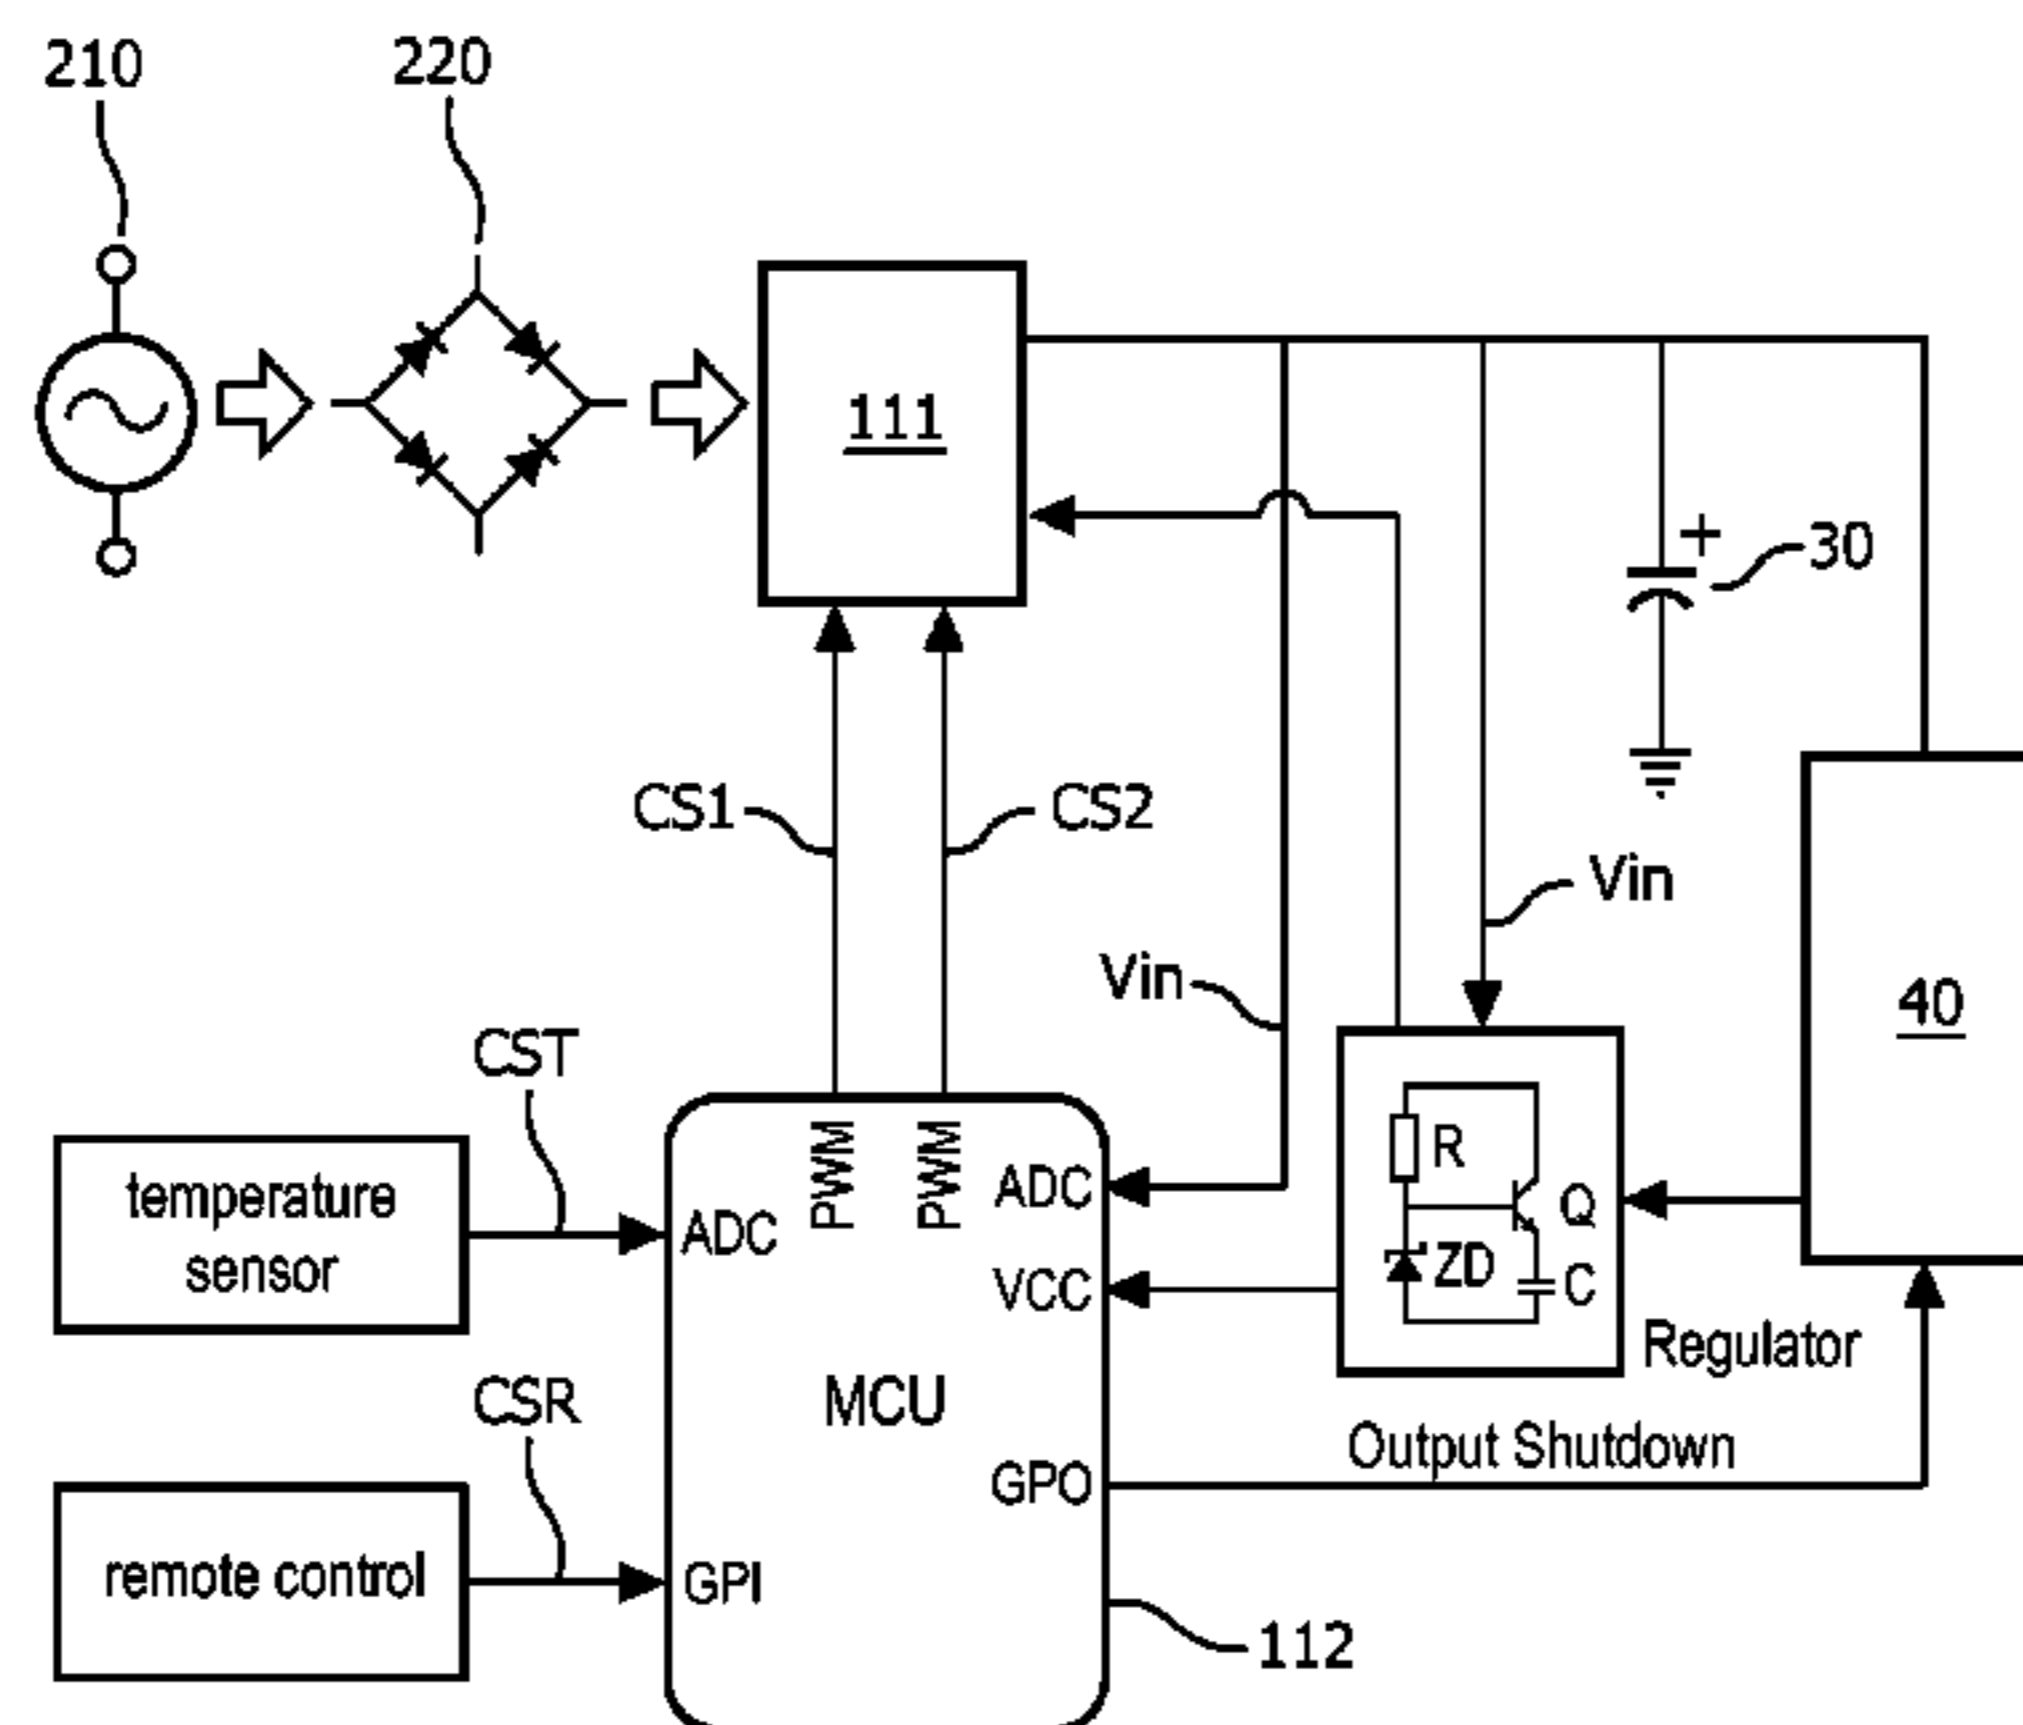 210
220
111
+
30
CS1
CS2
Vin
Vin
40
CST
temperature
sensor
ADC
PWM
PWM
ADC
VCC
R
Q
ZD
C
Regulator
CSR
MCU
Output Shutdown
GPO
remote control
GPI
112